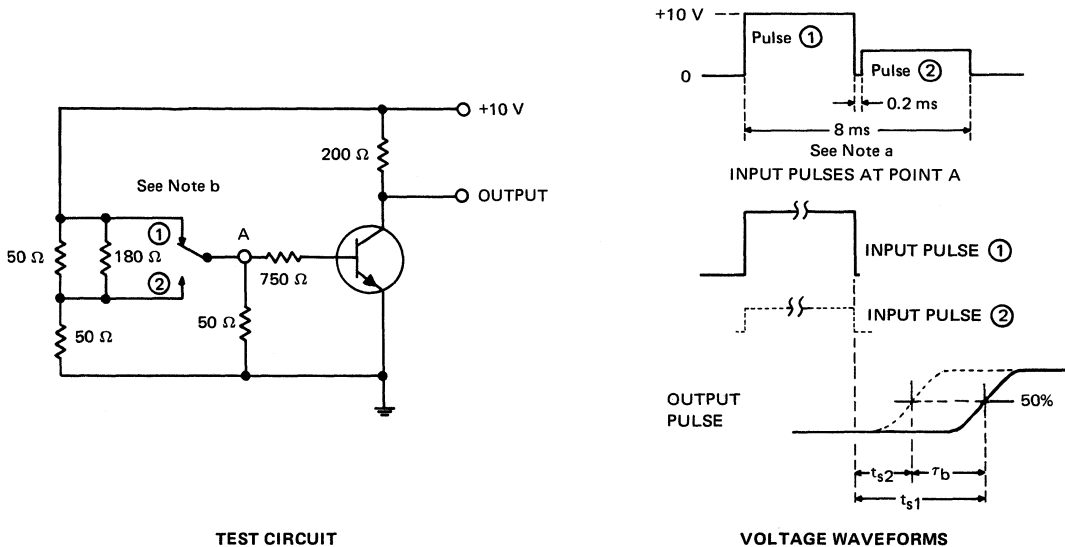 +10 V
200 Ω
OUTPUT
See Note b
①
A
50 Ω
180 Ω
②
750 Ω
50 Ω
50 Ω
TEST CIRCUIT
+10 V
Pulse ①
0
Pulse ②
0.2 ms
8 ms
See Note a
INPUT PULSES AT POINT A
INPUT PULSE ①
INPUT PULSE ②
OUTPUT
PULSE
50%
ts2
τb
ts1
VOLTAGE WAVEFORMS